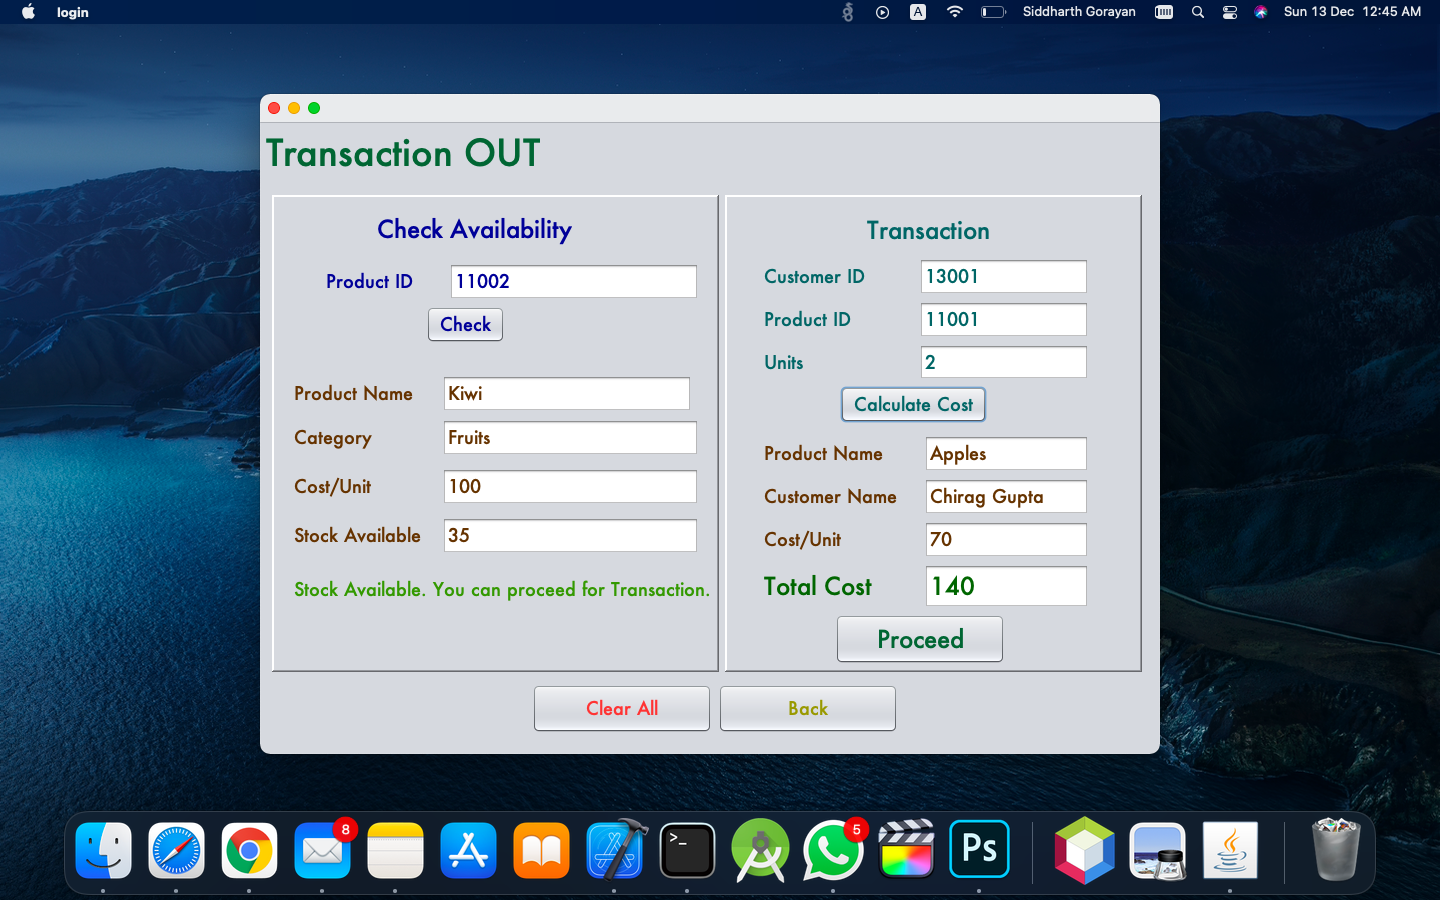 login
A
Siddharth Gorayan
Sun 13 Dec 12:45 AM
Transaction OUT
Check Availability
Product ID 11002
Check
Product Name Kiwi
Category Fruits
Cost/Unit 100
Stock Available 35
Stock Available. You can proceed for Transaction.
Transaction
Customer ID 13001
Product ID 11001
Units 2
Calculate Cost
Product Name Apples
Customer Name Chirag Gupta
Cost/Unit 70
Total Cost 140
Proceed
Clear All
Back
8
>_
5
Ps